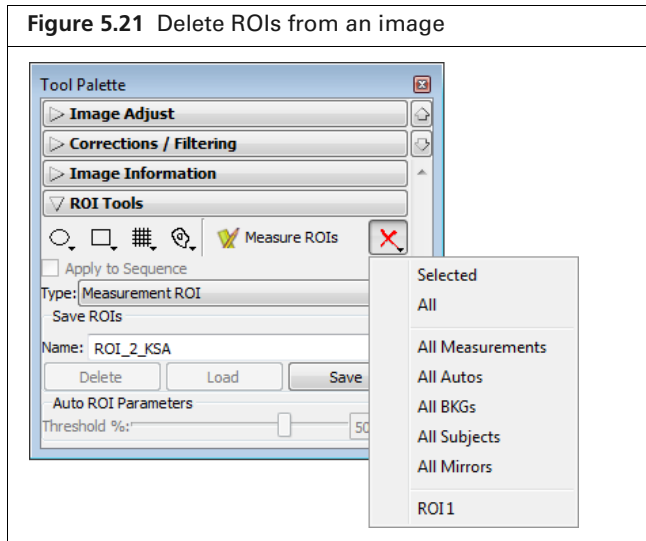 Figure 5.21 Delete ROIs from an image
Tool Palette
Image Adjust
Corrections / Filtering
Image Information
ROI Tools
Measure ROIs
Apply to Sequence
Type: Measurement ROI
Save ROIs
Name: ROI_2_KSA
Delete Load Save
Auto ROI Parameters
Threshold %: 50
Selected
All
All Measurements
All Autos
All BKGs
All Subjects
All Mirrors
ROI 1